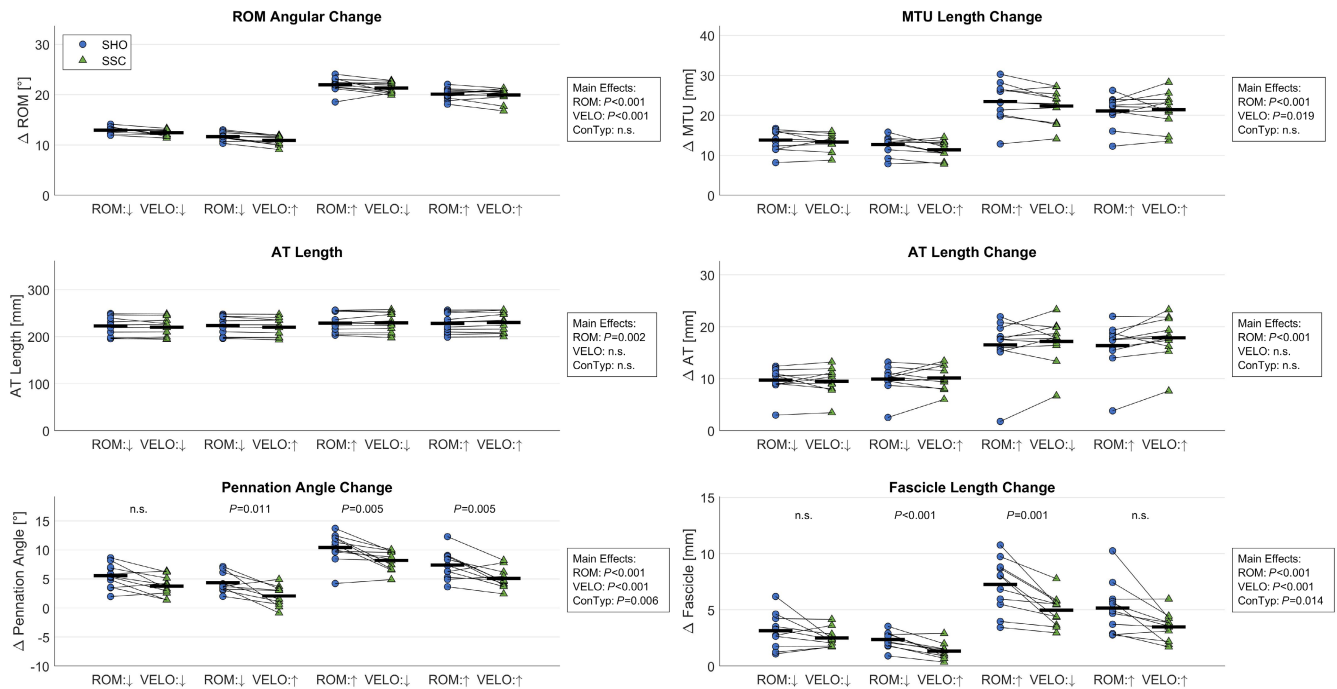 ROM Angular Change
Δ ROM [°]
30
20
10
0
SHO
SSC
ROM:↓ VELO:↓ ROM:↓ VELO:↑ ROM:↑ VELO:↓ ROM:↑ VELO:↑
Main Effects:
ROM: P<0.001
VELO: P<0.001
ConTyp: n.s.
MTU Length Change
Δ MTU [mm]
40
30
20
10
0
ROM:↓ VELO:↓ ROM:↓ VELO:↑ ROM:↑ VELO:↓ ROM:↑ VELO:↑
Main Effects:
ROM: P<0.001
VELO: P=0.019
ConTyp: n.s.
AT Length
AT Length [mm]
300
200
100
0
ROM:↓ VELO:↓ ROM:↓ VELO:↑ ROM:↑ VELO:↓ ROM:↑ VELO:↑
Main Effects:
ROM: P=0.002
VELO: n.s.
ConTyp: n.s.
AT Length Change
Δ AT [mm]
30
20
10
0
ROM:↓ VELO:↓ ROM:↓ VELO:↑ ROM:↑ VELO:↓ ROM:↑ VELO:↑
Main Effects:
ROM: P<0.001
VELO: n.s.
ConTyp: n.s.
Pennation Angle Change
Δ Pennation Angle [°]
n.s. P=0.011 P=0.005 P=0.005
15
10
5
0
-5
-10
ROM:↓ VELO:↓ ROM:↓ VELO:↑ ROM:↑ VELO:↓ ROM:↑ VELO:↑
Main Effects:
ROM: P<0.001
VELO: P<0.001
ConTyp: P=0.006
Fascicle Length Change
Δ Fascicle [mm]
n.s. P<0.001 P=0.001 n.s.
15
10
5
0
ROM:↓ VELO:↓ ROM:↓ VELO:↑ ROM:↑ VELO:↓ ROM:↑ VELO:↑
Main Effects:
ROM: P<0.001
VELO: P<0.001
ConTyp: P=0.014